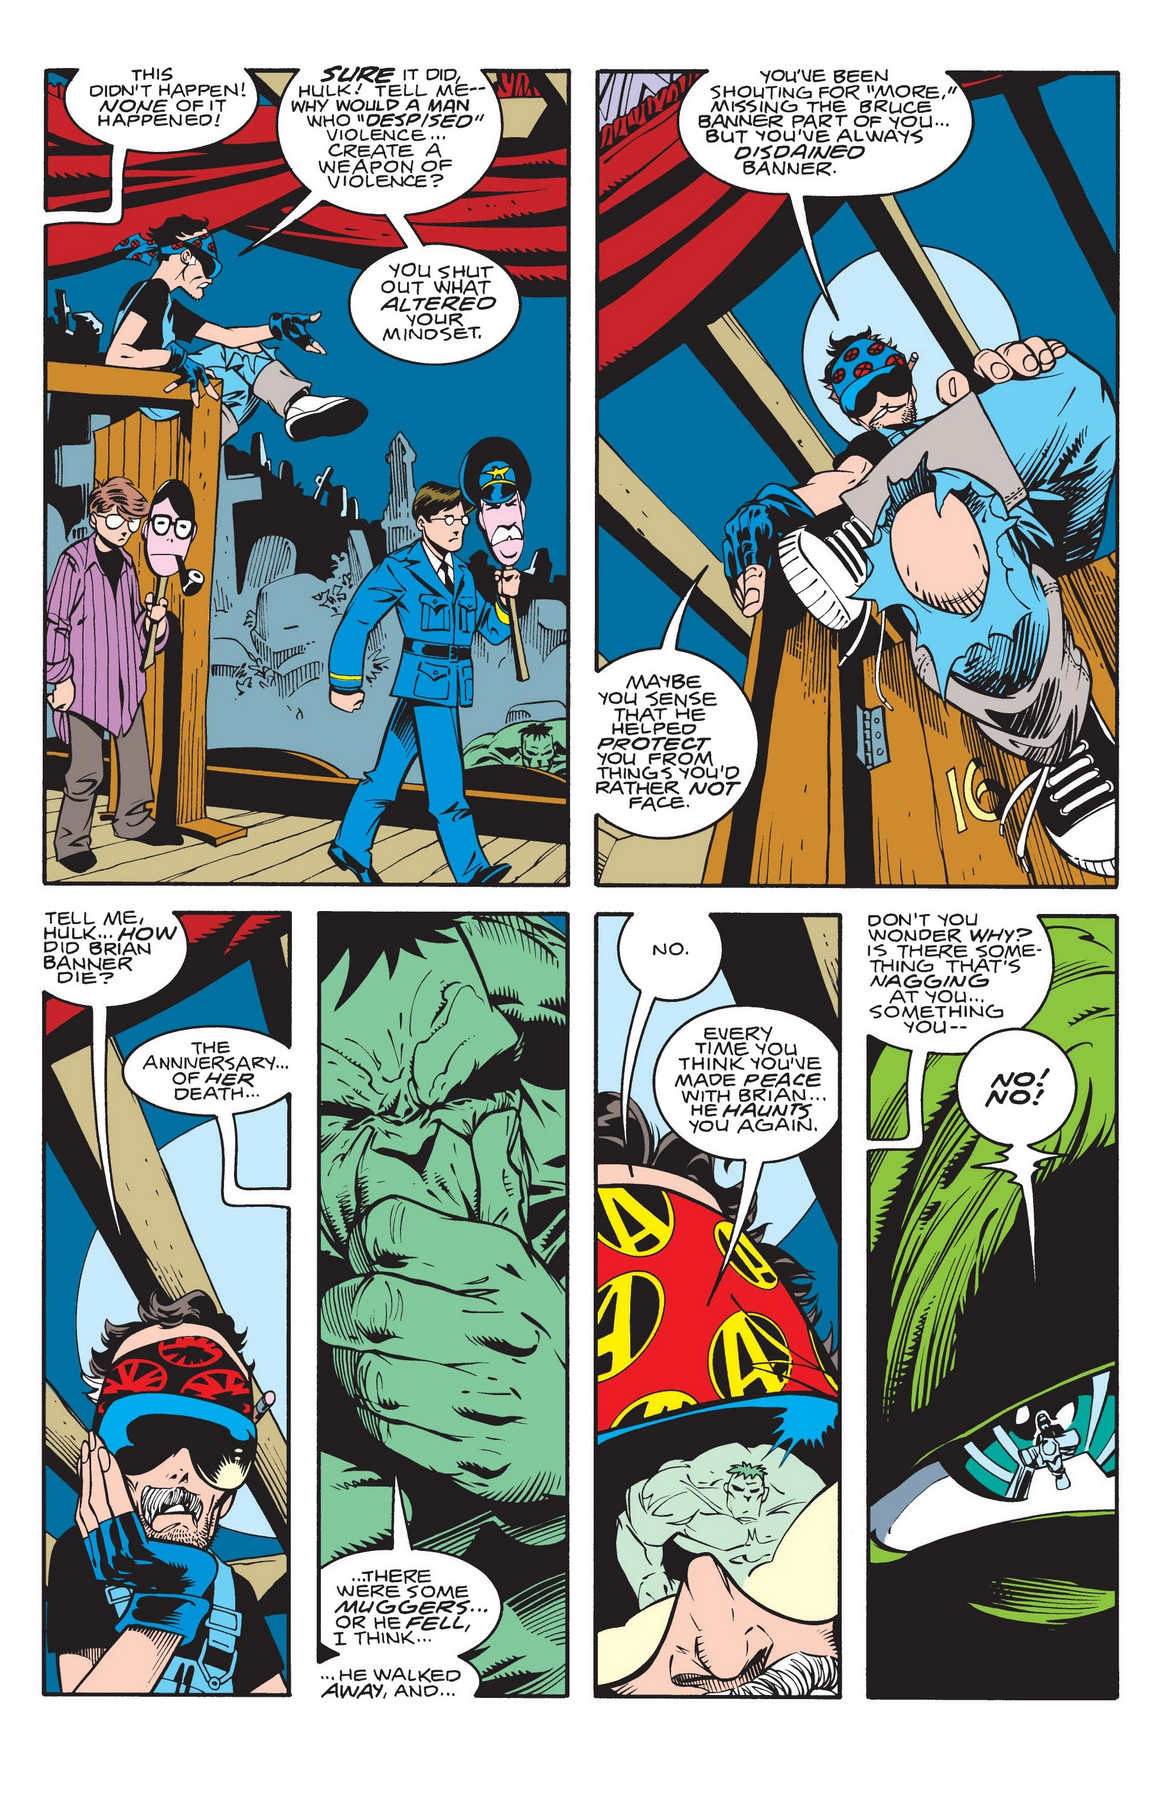 THIS
DIDN'T HAPPEN!
NONE OF IT
HAPPENED!
SURE IT DID,
HULK! TELL ME--
WHY WOULD A MAN
WHO "DESPISED"
VIOLENCE...
CREATE A
WEAPON OF
VIOLENCE?
YOU SHUT
OUT WHAT
ALTERED
YOUR
MINDSET.
YOU'VE BEEN
SHOUTING FOR "MORE,"
MISSING THE BRUCE
BANNER PART OF YOU...
BUT YOU'VE ALWAYS
DISDAINED
BANNER.
MAYBE
YOU SENSE
THAT HE
HELPED
PROTECT
YOU FROM
THINGS YOU'D
RATHER NOT
FACE.
16
TELL ME,
HULK... HOW
DID BRIAN
BANNER
DIE?
THE
ANNIVERSARY...
OF HER
DEATH...
...THERE
WERE SOME
MUGGERS...
OR HE FELL,
I THINK...
...HE WALKED
AWAY, AND...
NO.
EVERY
TIME YOU
THINK YOU'VE
MADE PEACE
WITH BRIAN...
HE HAUNTS
YOU AGAIN.
A
A
A
A
DON'T YOU
WONDER WHY?
IS THERE SOME-
THING THAT'S
NAGGING
AT YOU...
SOMETHING
YOU--
NO!
NO!